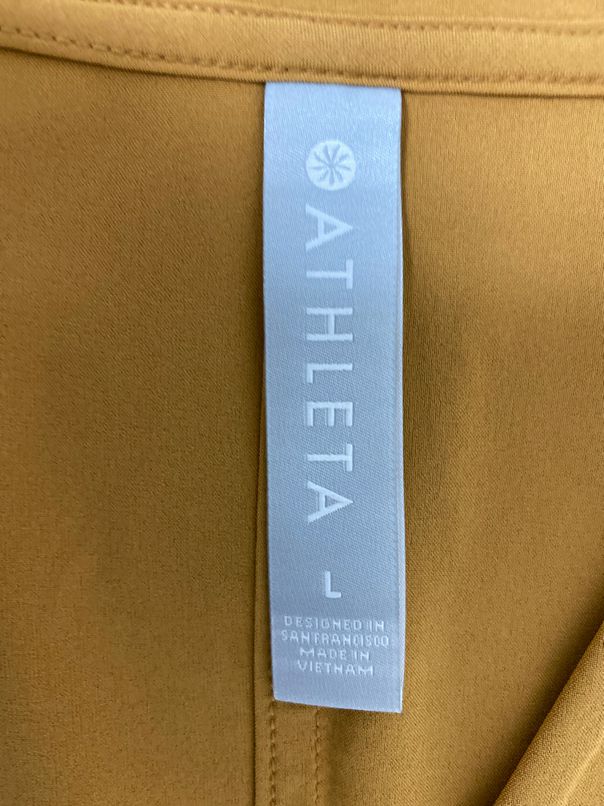 ATHLETA
L
DESIGNED IN
SAN FRANCISCO
MADE IN
VIETNAM